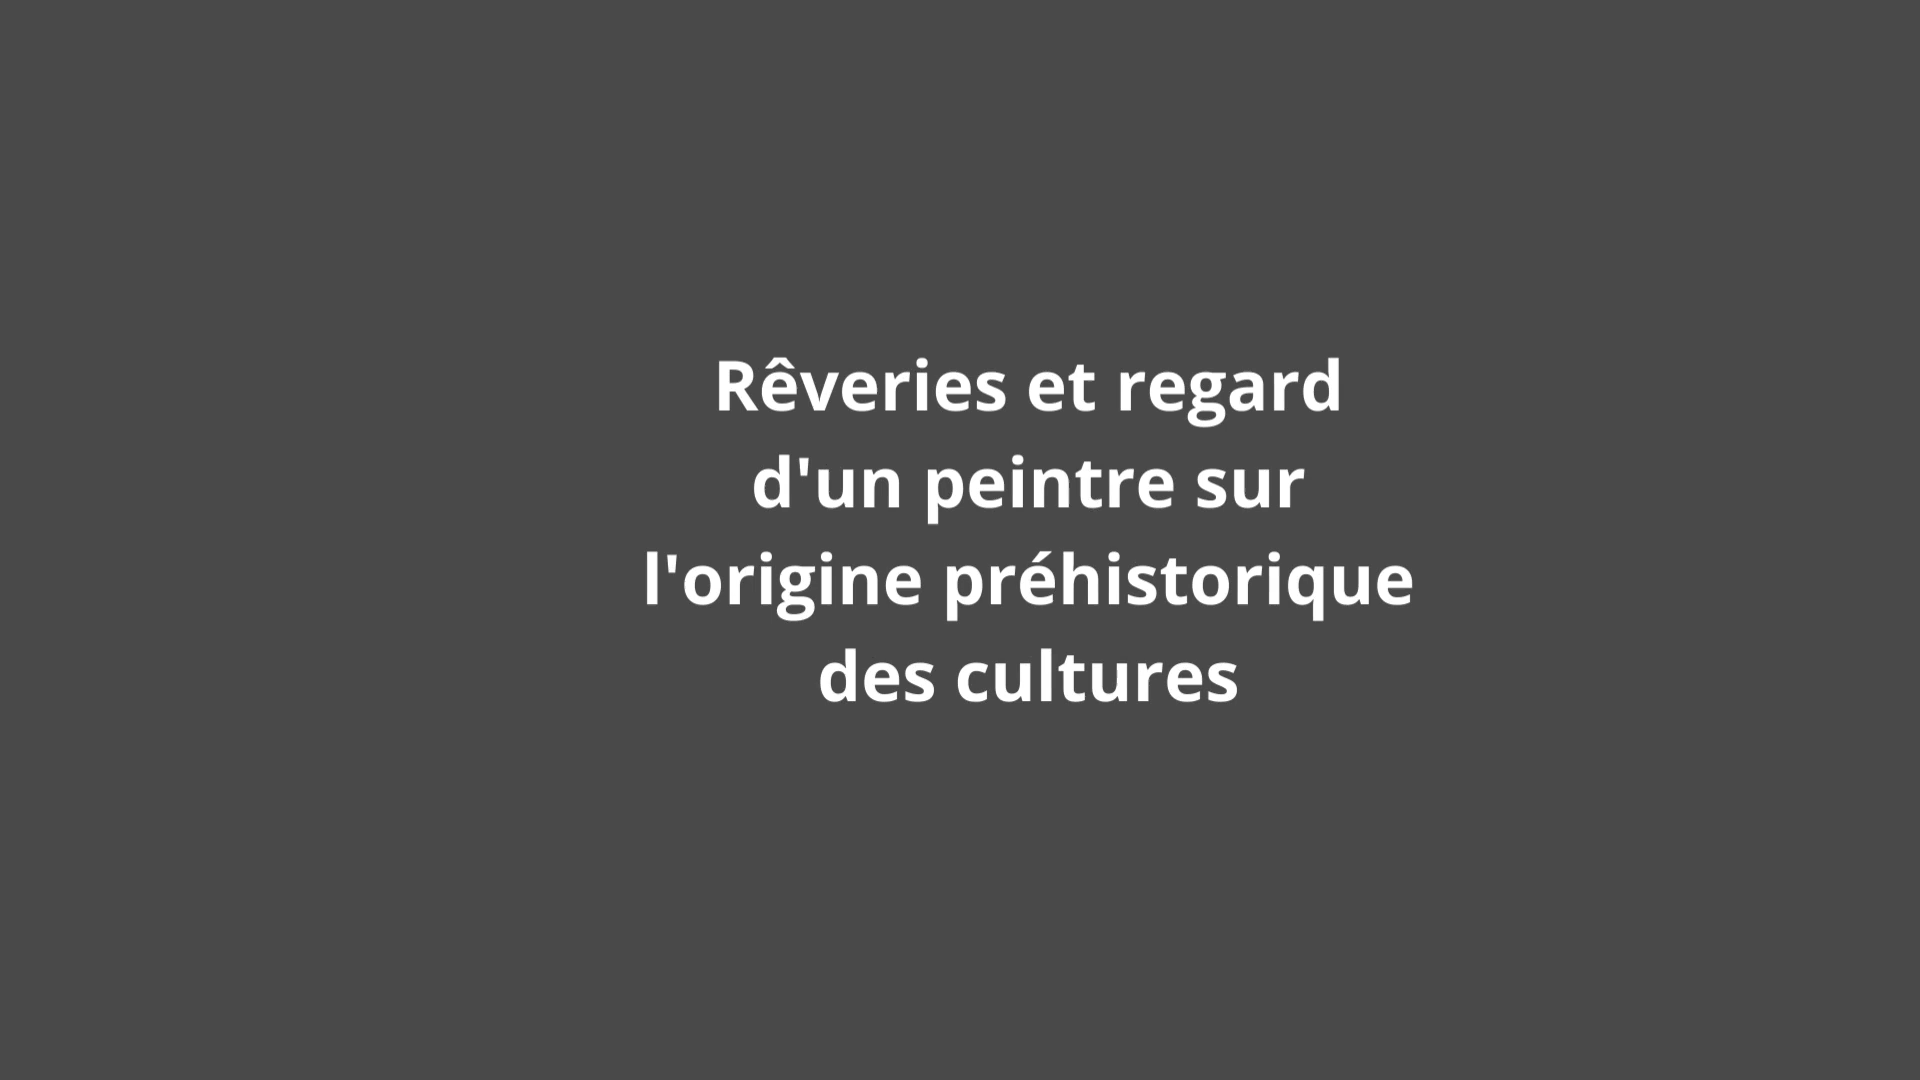 Rêveries et regard
d'un peintre sur
l'origine préhistorique
des cultures